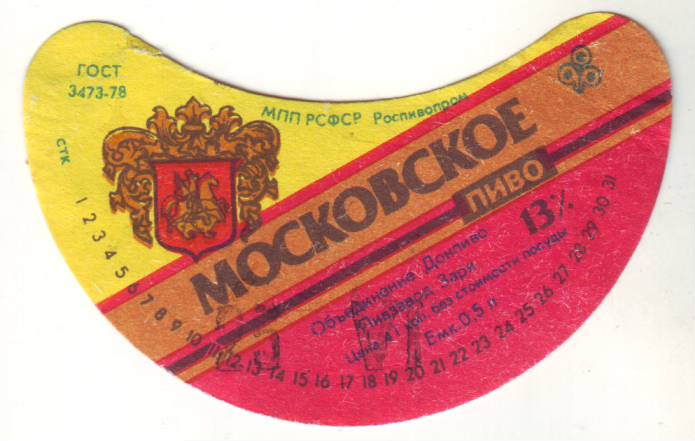 ГОСТ
3473-78
МПП РСФСР Роспивопром
СТК
МОСКОВСКОЕ
ПИВО
13%
Объединение Донпиво
Пивзавод Заря
Цена 41 коп. без стоимости посуды
Емк. 0,5 л
1 2 3 4 5 6 7 8 9 10 11 12 13 14 15 16 17 18 19 20 21 22 23 24 25 26 27 28 29 30 31